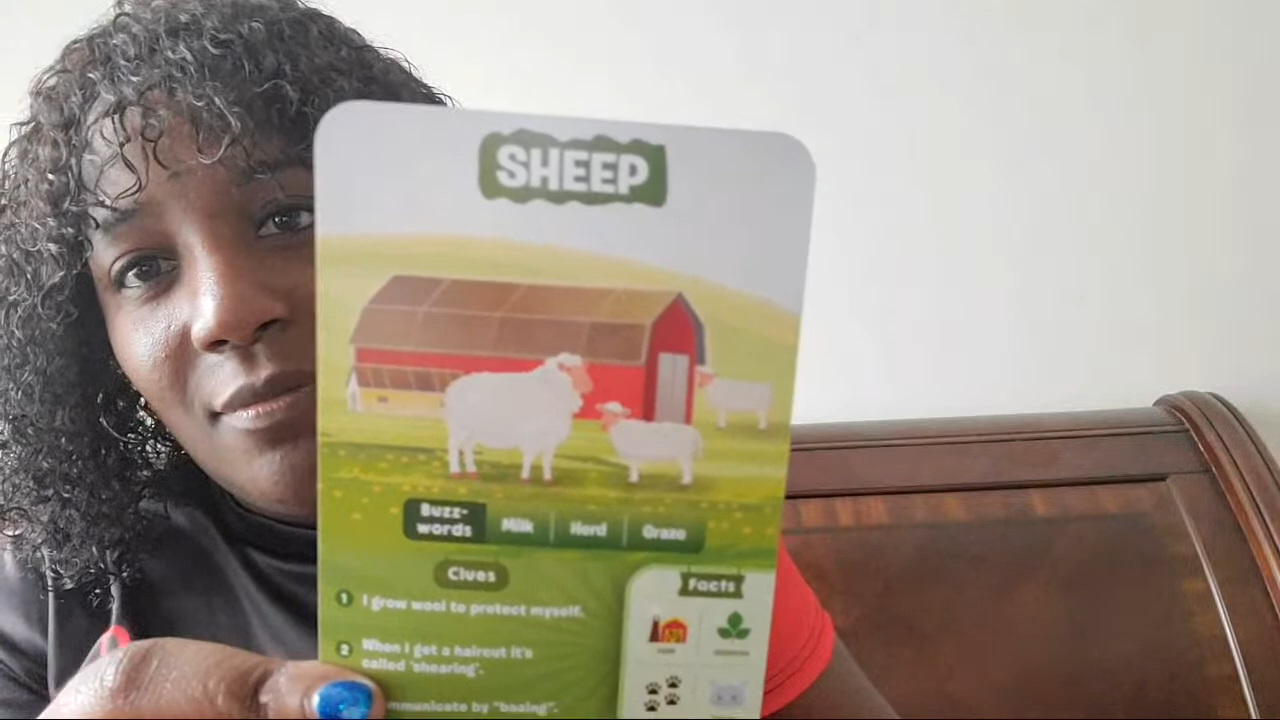 SHEEP
Buzz-
words
Milk
Herd
Graze
Clues
Facts
1 I grow wool to protect myself.
2 When I get a haircut it's
called 'shearing'.
mmunicate by "baaing".